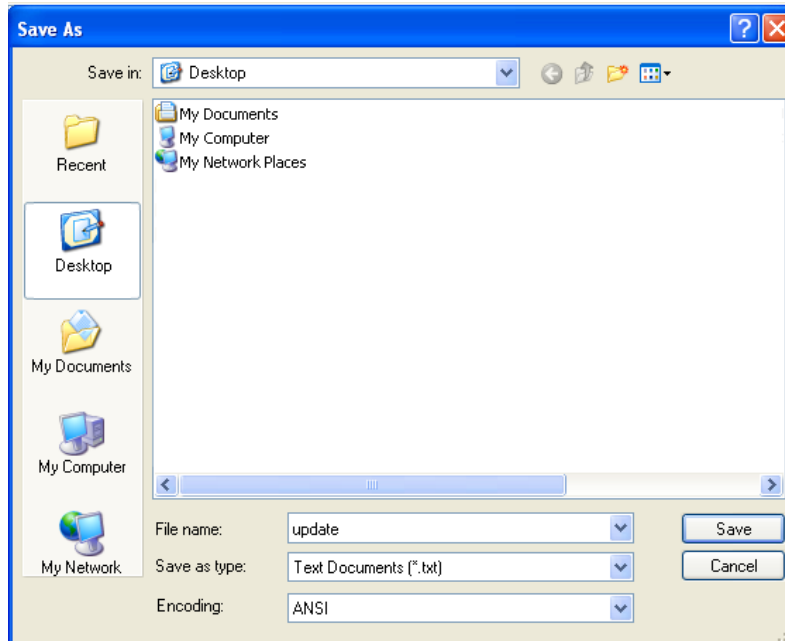 Save As
Save in: Desktop
My Documents
My Computer
My Network Places
Recent
Desktop
My Documents
My Computer
My Network
File name: update Save
Save as type: Text Documents (*.txt) Cancel
Encoding: ANSI